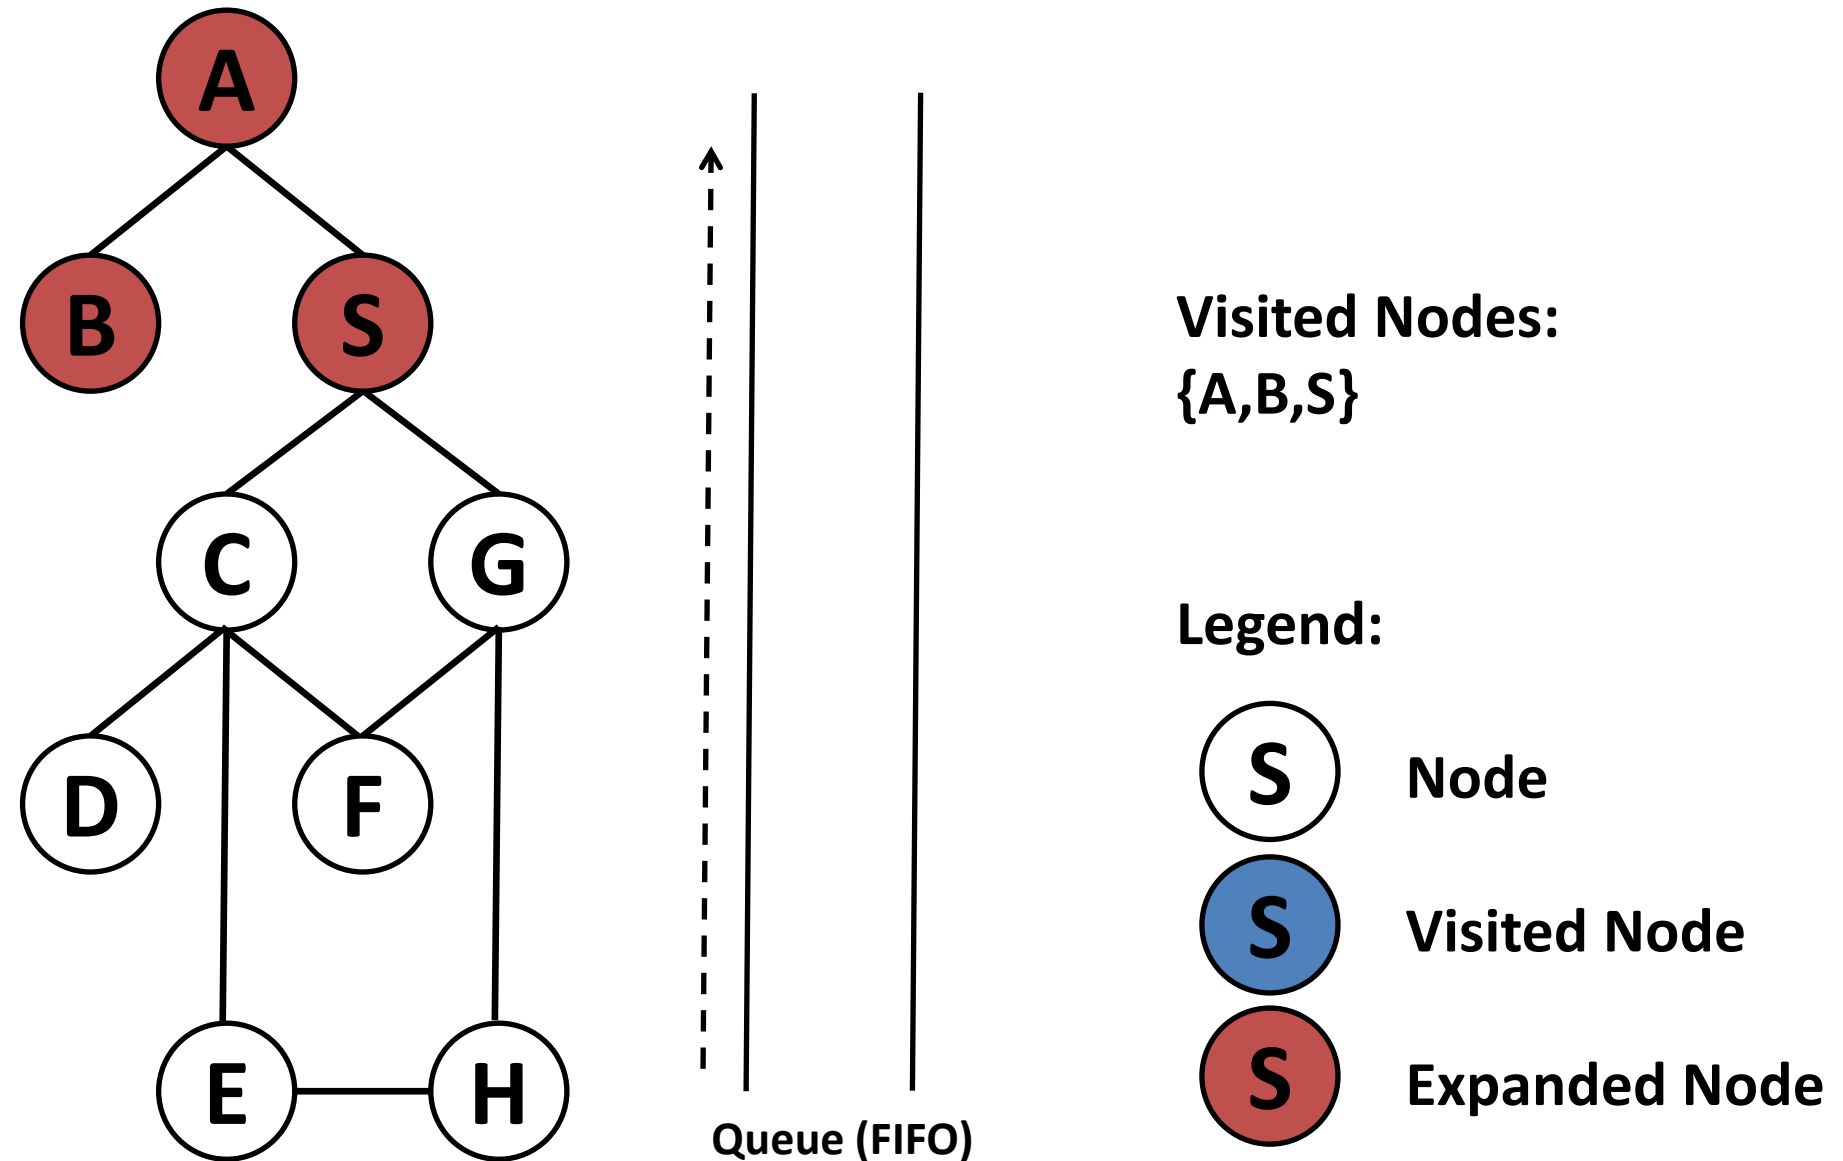 A
B
S
C
G
D
F
E
H
Queue (FIFO)
Visited Nodes:
{A,B,S}
Legend:
S Node
S Visited Node
S Expanded Node